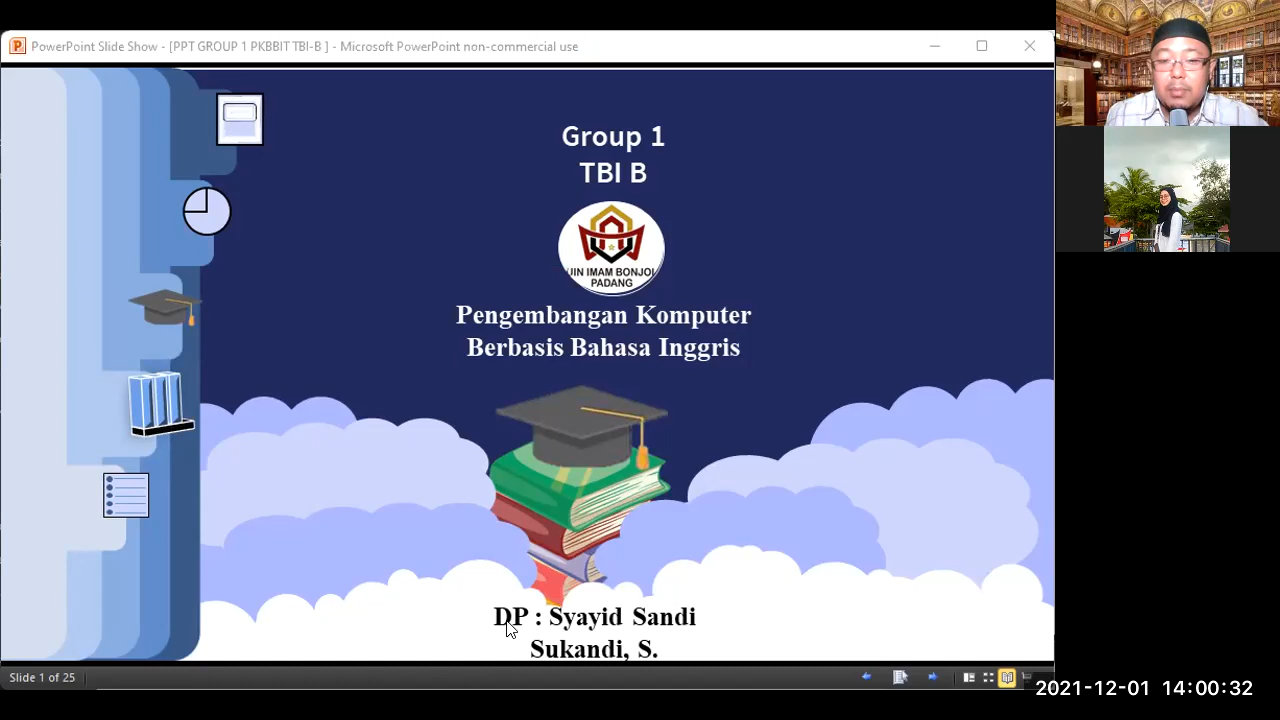 PowerPoint Slide Show - [PPT GROUP 1 PKBBIT TBI-B ] - Microsoft PowerPoint non-commercial use
Group 1
TBI B
UIN IMAM BONJOL
PADANG
Pengembangan Komputer
Berbasis Bahasa Inggris
DP : Syayid Sandi
Sukandi, S.
Slide 1 of 25
2021-12-01 14:00:32